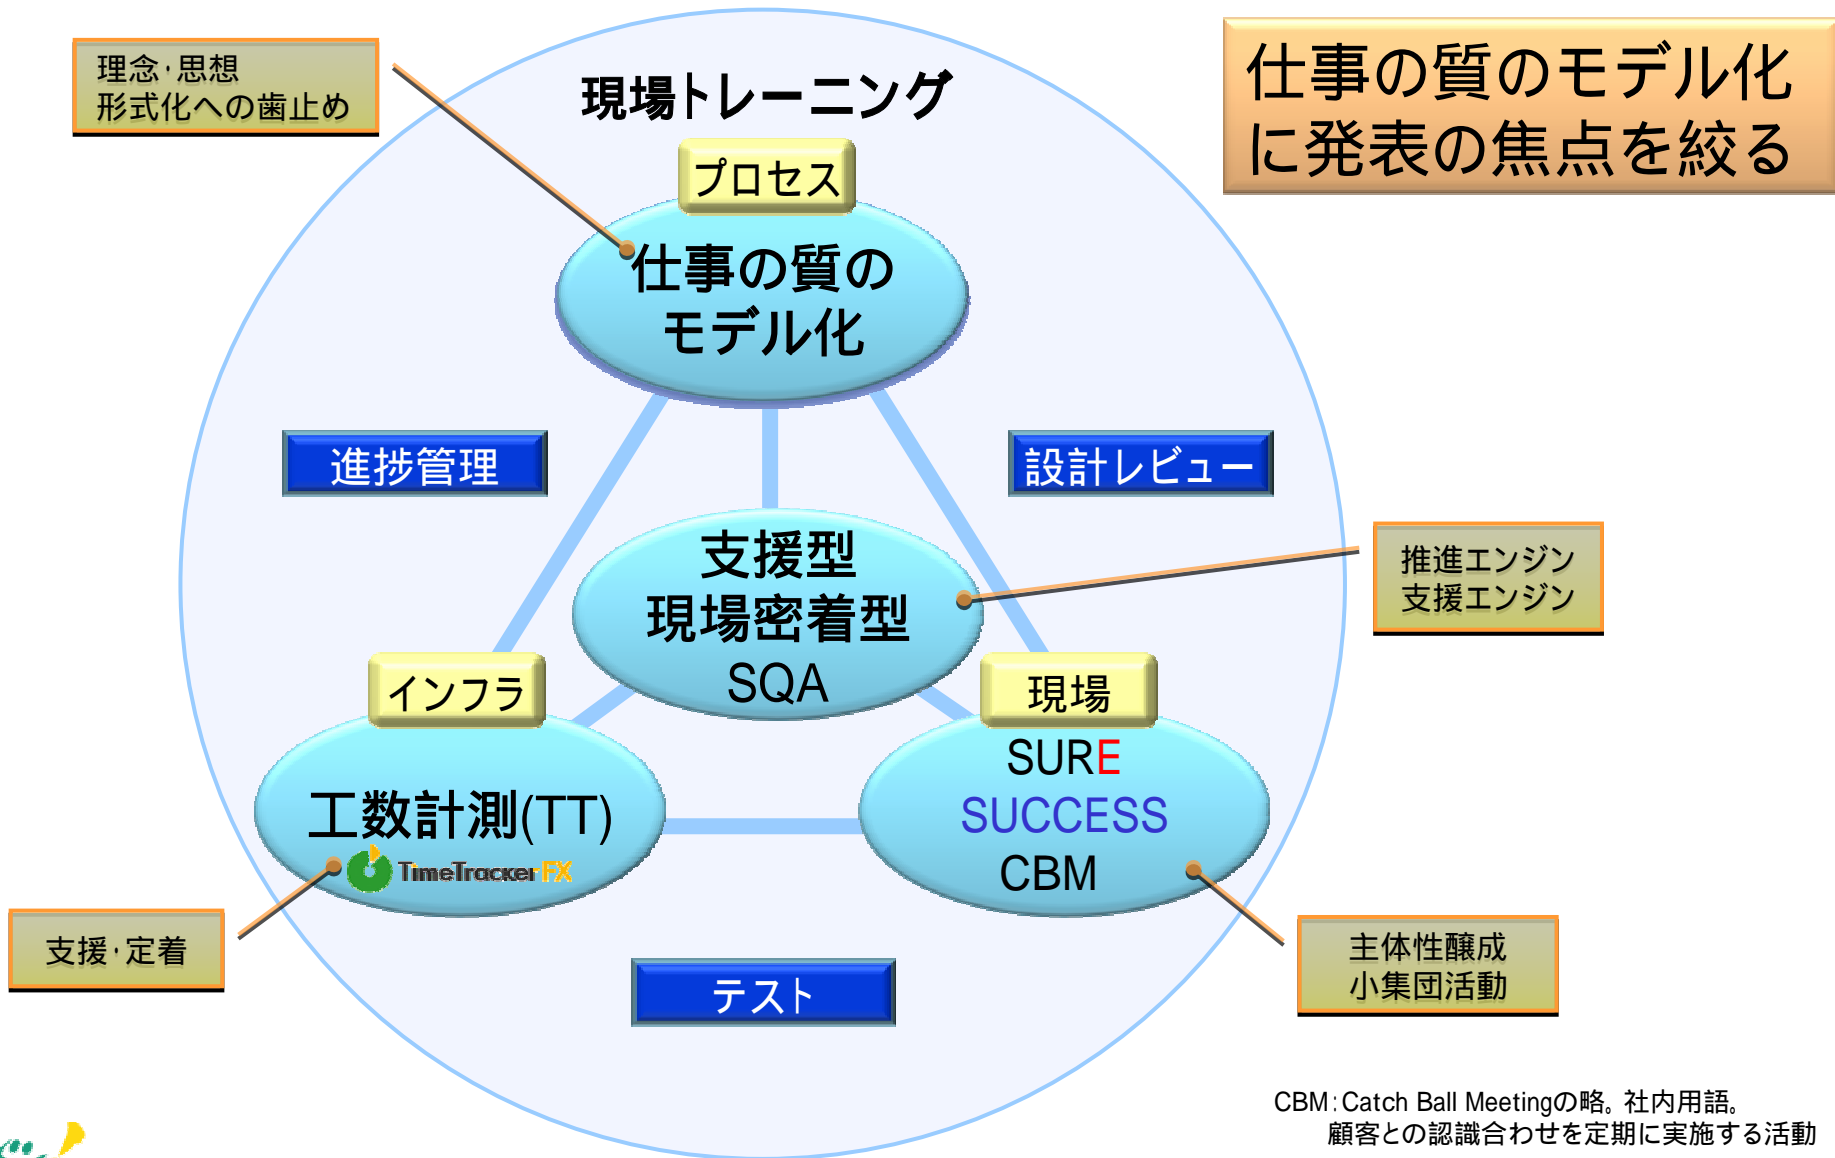 理念・思想
形式化への歯止め
現場トレーニング
仕事の質のモデル化
に発表の焦点を絞る
プロセス
仕事の質の
モデル化
進捗管理
設計レビュー
支援型
現場密着型
SQA
推進エンジン
支援エンジン
インフラ
工数計測(TT)
TimeTracker FX
現場
SURE
SUCCESS
CBM
支援・定着
テスト
主体性醸成
小集団活動
CBM:Catch Ball Meetingの略。社内用語。
顧客との認識合わせを定期に実施する活動